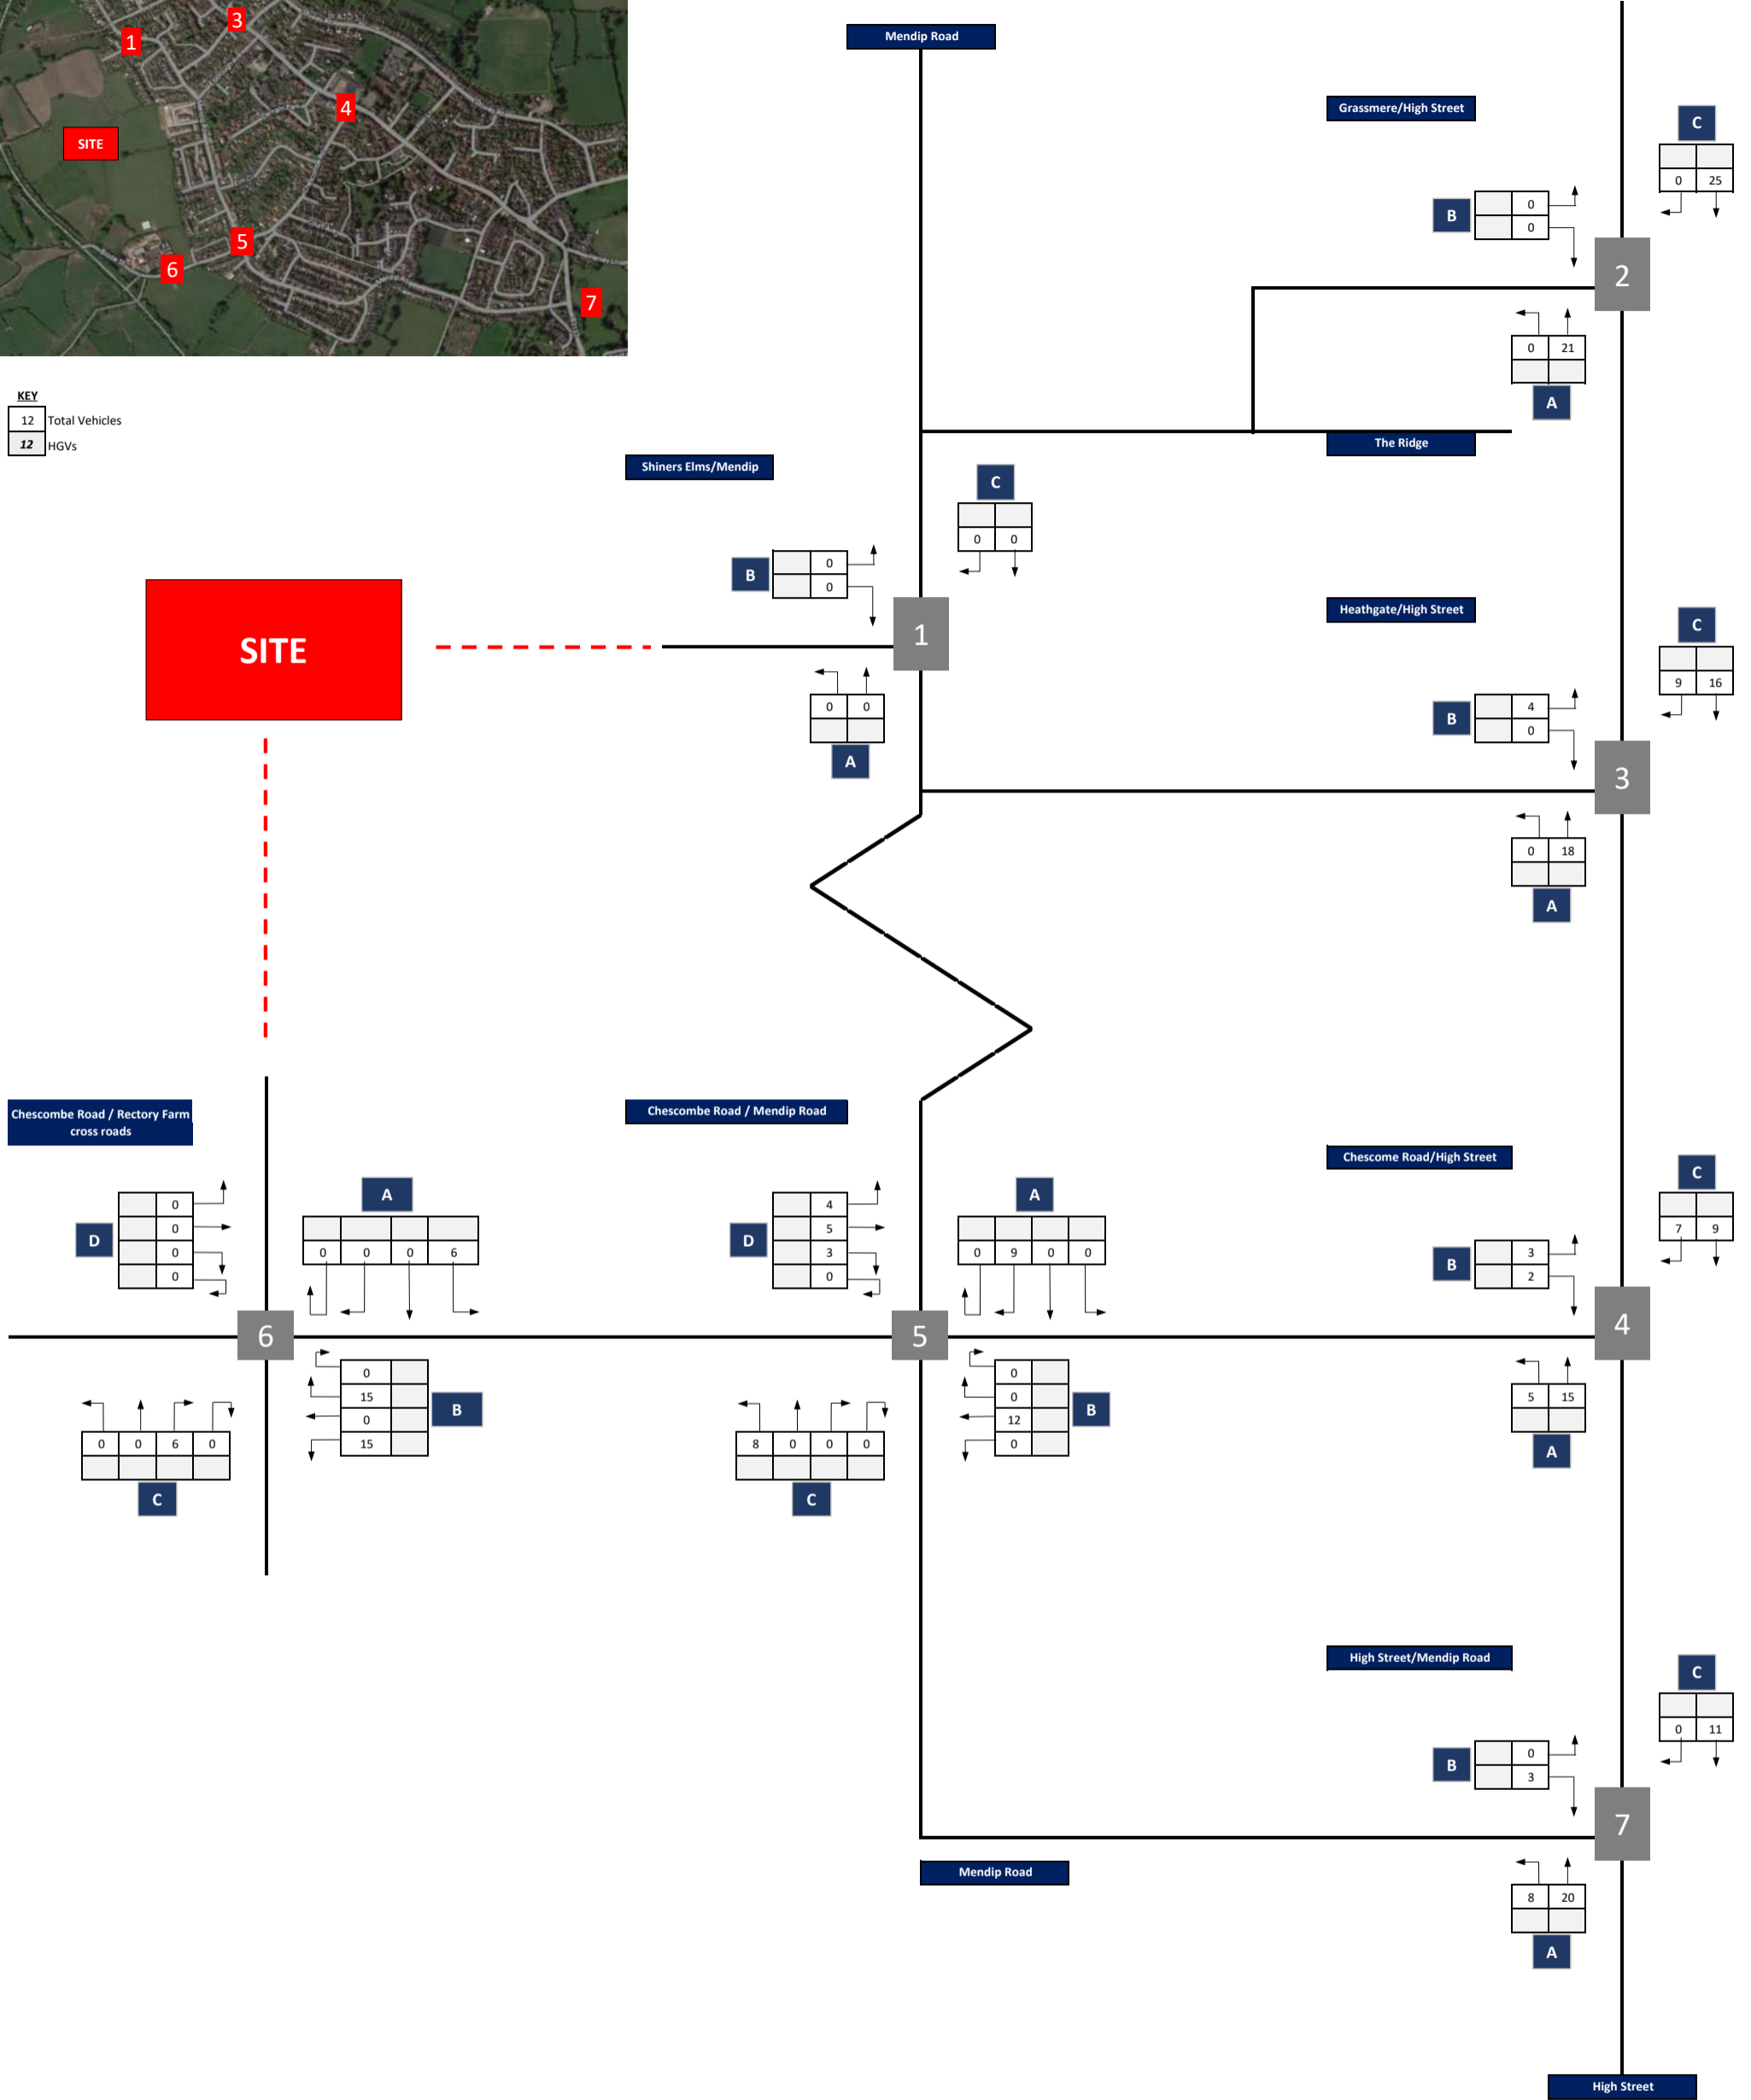 3
1
4
SITE
5
6
7
KEY
12 Total Vehicles
12 HGVs
Mendip Road
Grassmere/High Street
C
0 25
B
0
0
2
0 21
A
The Ridge
Shiners Elms/Mendip
C
0 0
B
0
0
1
0 0
A
SITE
Heathgate/High Street
C
9 16
B
4
0
3
0 18
A
Chescombe Road / Rectory Farm
cross roads
A
0 0 0 6
D
0
0
0
0
6
0
15
0
15
B
0 0 6 0
C
Chescombe Road / Mendip Road
A
0 9 0 0
D
4
5
3
0
5
0
0
12
0
B
8 0 0 0
C
Chescome Road/High Street
C
7 9
B
3
2
4
5 15
A
High Street/Mendip Road
C
0 11
B
0
3
7
Mendip Road
8 20
A
High Street